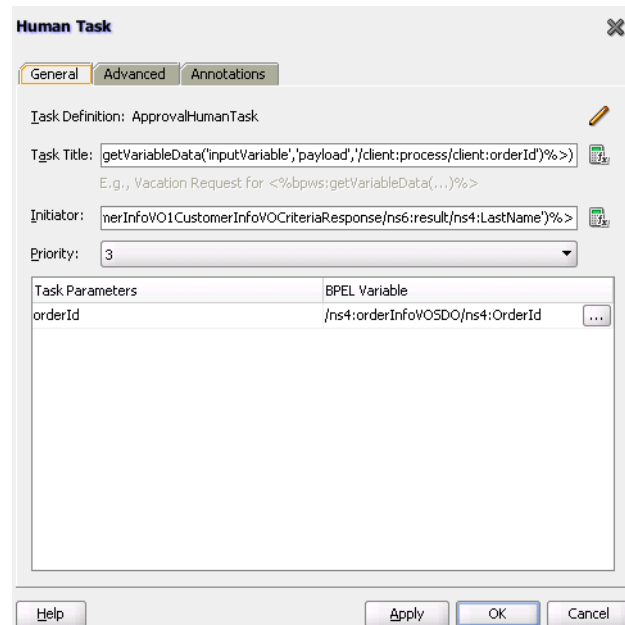 Human Task
General Advanced Annotations
Task Definition: ApprovalHumanTask
Task Title: getVariableData('inputVariable','payload','/client:process/client:orderId')%>)
E.g., Vacation Request for <%bpws:getVariableData(...)%>
Initiator: nerInfoVO1CustomerInfoVOCriteriaResponse/ns6:result/ns4:LastName')%>
Priority: 3
Task Parameters BPEL Variable
orderId /ns4:orderInfoVOSDO/ns4:OrderId ...
Help Apply OK Cancel